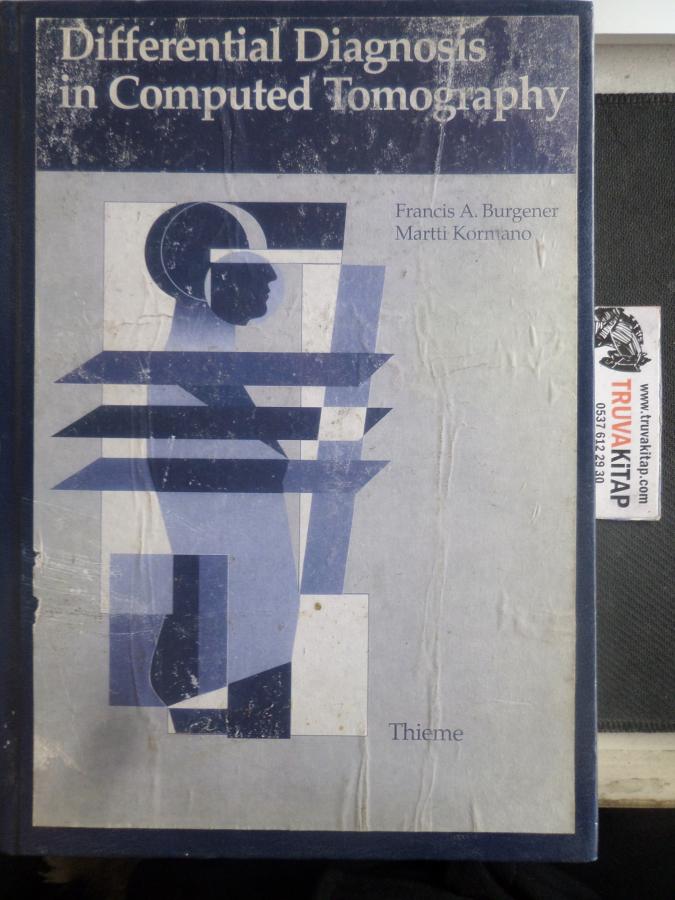 Differential Diagnosis
in Computed Tomography
Francis A. Burgener
Martti Kormano
Thieme
www.truvakitap.com
TRUVAKİTAP
0537 612 29 30